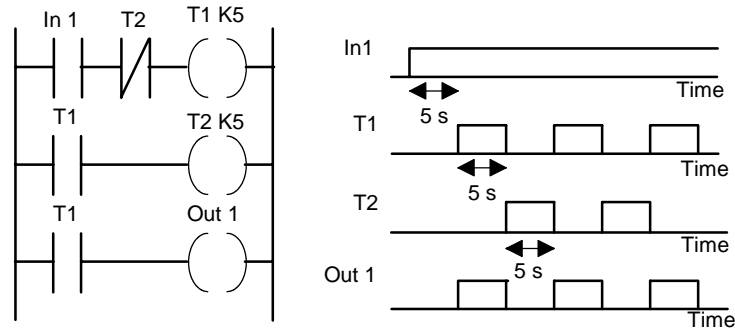 In 1 T2 T1 K5
T1 T2 K5
T1 Out 1
In1
Time
5 s
T1
Time
5 s
T2
Time
5 s
Out 1
Time